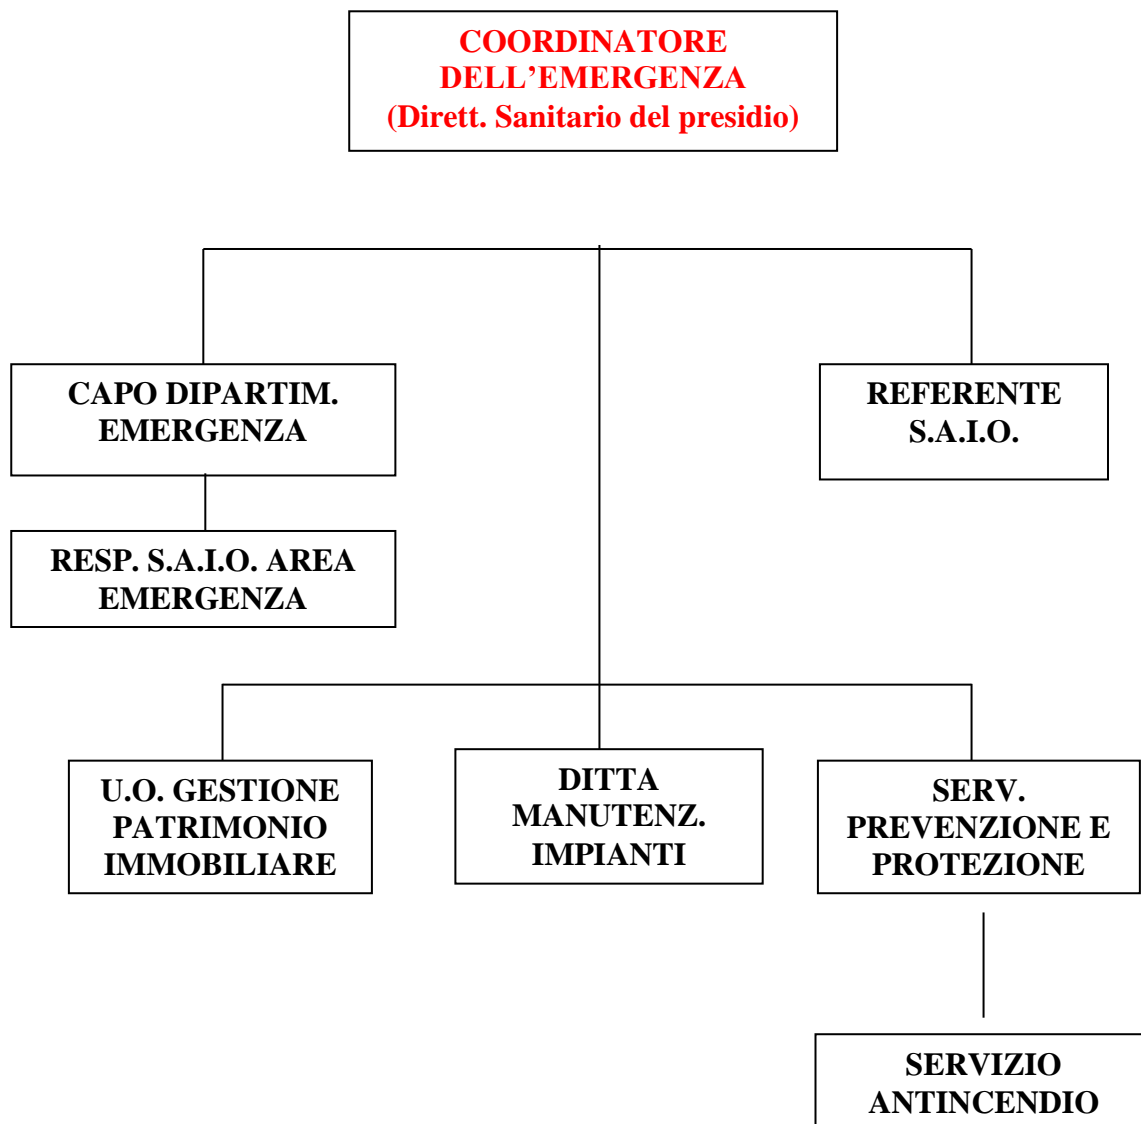 COORDINATORE
DELL’EMERGENZA
(Dirett. Sanitario del presidio)
CAPO DIPARTIM.
EMERGENZA
REFERENTE
S.A.I.O.
RESP. S.A.I.O. AREA
EMERGENZA
U.O. GESTIONE
PATRIMONIO
IMMOBILIARE
DITTA
MANUTENZ.
IMPIANTI
SERV.
PREVENZIONE E
PROTEZIONE
SERVIZIO
ANTINCENDIO